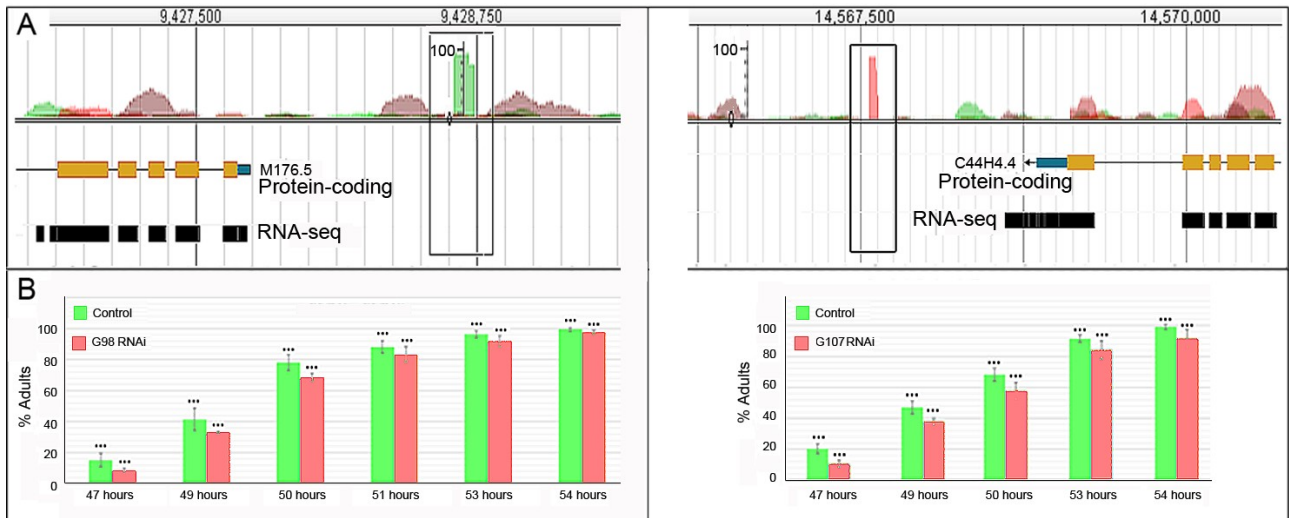 A
9,427,500 9,428,750
100
M176.5
Protein-coding
RNA-seq
14,567,500 14,570,000
100
C44H4.4
Protein-coding
RNA-seq
B
Control
G98 RNAi
% Adults
100
80
60
40
20
0
*** *** *** *** *** *** *** *** *** *** *** ***
47 hours 49 hours 50 hours 51 hours 53 hours 54 hours
Control
G107 RNAi
% Adults
100
80
60
40
20
0
*** *** *** *** *** *** *** *** *** ***
47 hours 49 hours 50 hours 53 hours 54 hours